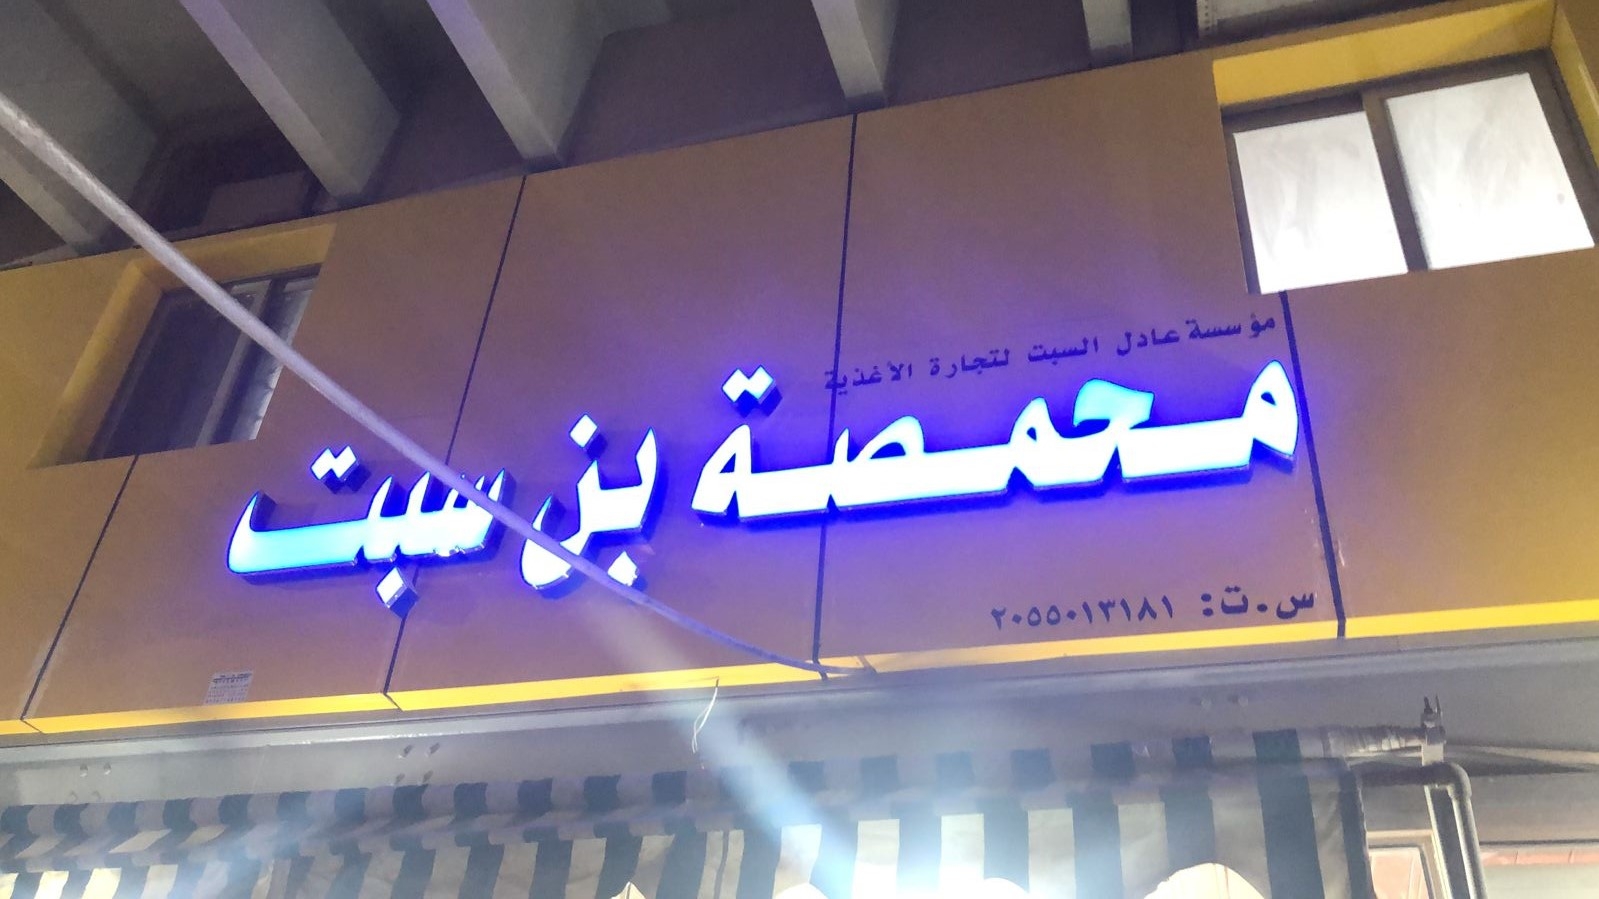 مؤسسة عادل السبت لتجارة الأغذية
محمصة بن سبت
س.ت: ٢٠٥٥٠١٣١٨١